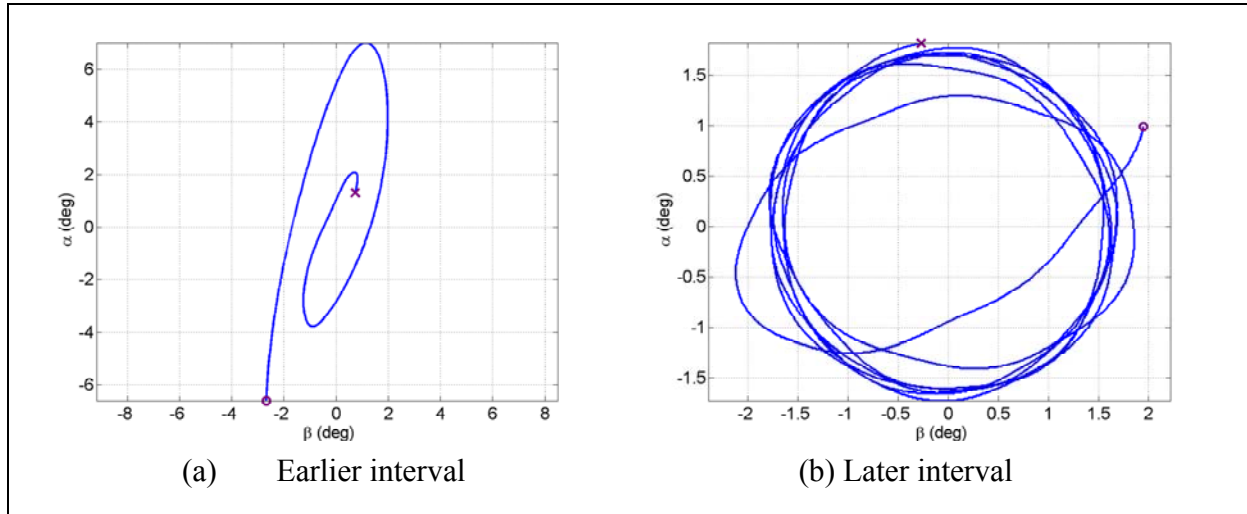 6
4
2
0
-2
-4
-6
α (deg)
-8 -6 -4 -2 0 2 4 6 8
β (deg)
(a) Earlier interval
1.5
1
0.5
0
-0.5
-1
-1.5
α (deg)
-2 -1.5 -1 -0.5 0 0.5 1 1.5 2
β (deg)
(b) Later interval